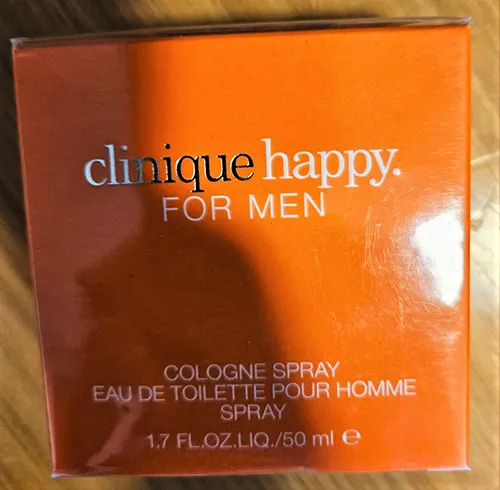 clinique happy.
FOR MEN
COLOGNE SPRAY
EAU DE TOILETTE POUR HOMME
SPRAY
1.7 FL.OZ.LIQ./50 ml ℮